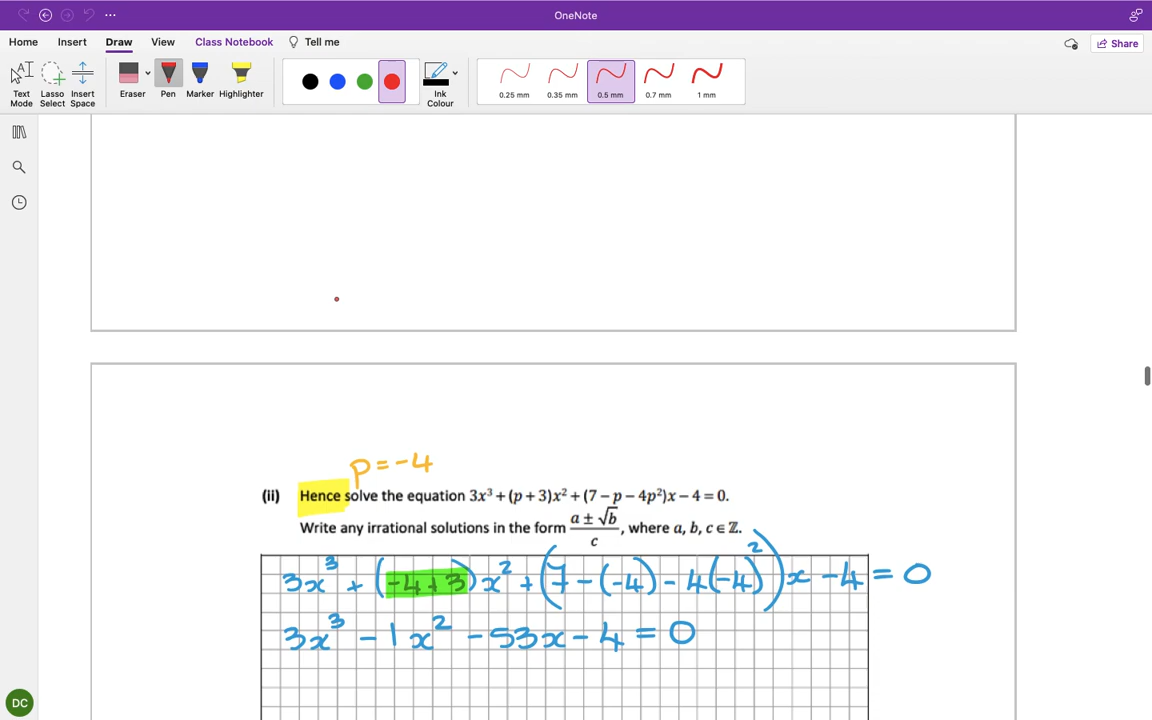 OneNote
Home Insert Draw View Class Notebook Tell me Share
Text Mode Lasso Select Insert Space Eraser Pen Marker Highlighter Ink Colour 0.25 mm 0.35 mm 0.5 mm 0.7 mm 1 mm
p = -4
(ii) Hence solve the equation 3x³ + (p + 3)x² + (7 – p – 4p²)x – 4 = 0.
Write any irrational solutions in the form (a ± √b)/c, where a, b, c ∈ ℤ.
3x³ + (-4+3)x² + (7 - (-4) - 4(-4)²)x - 4 = 0
3x³ - 1x² - 53x - 4 = 0
DC